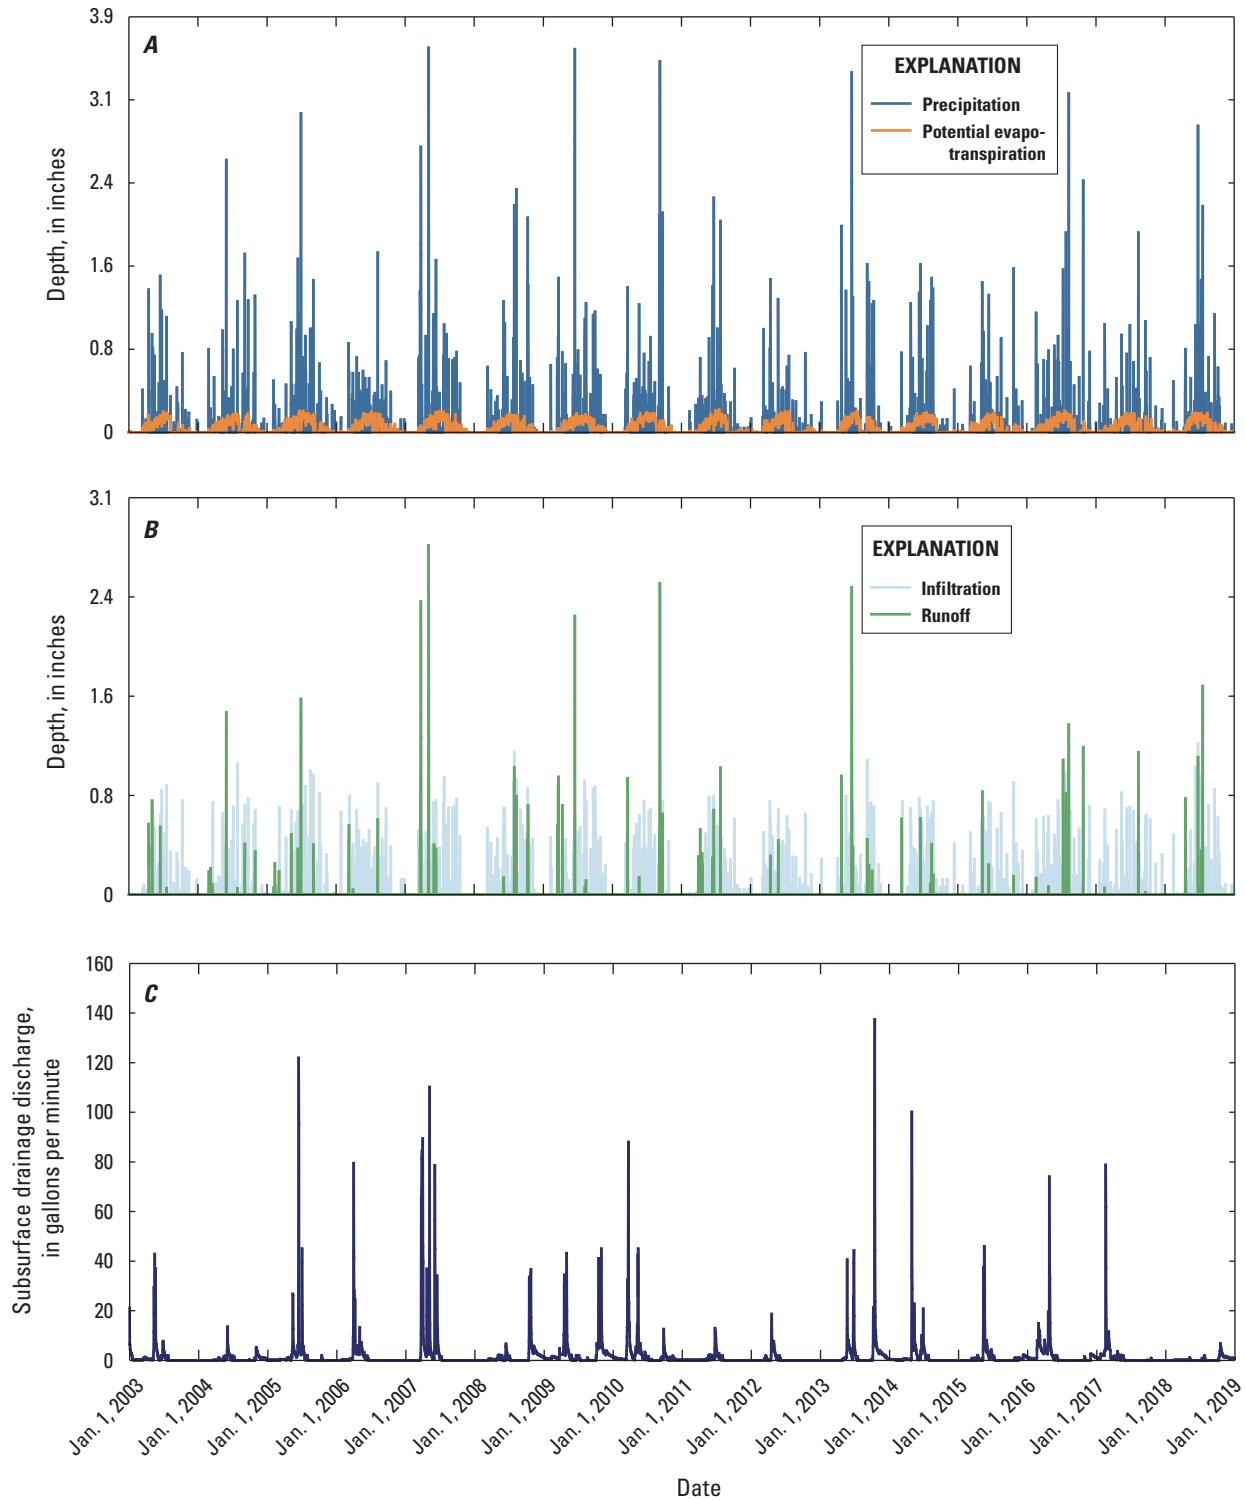 A
EXPLANATION
Precipitation
Potential evapo-
transpiration
Depth, in inches
3.9
3.1
2.4
1.6
0.8
0
B
EXPLANATION
Infiltration
Runoff
Depth, in inches
3.1
2.4
1.6
0.8
0
C
Subsurface drainage discharge,
in gallons per minute
160
140
120
100
80
60
40
20
0
Jan. 1, 2003
Jan. 1, 2004
Jan. 1, 2005
Jan. 1, 2006
Jan. 1, 2007
Jan. 1, 2008
Jan. 1, 2009
Jan. 1, 2010
Jan. 1, 2011
Jan. 1, 2012
Jan. 1, 2013
Jan. 1, 2014
Jan. 1, 2015
Jan. 1, 2016
Jan. 1, 2017
Jan. 1, 2018
Jan. 1, 2019
Date